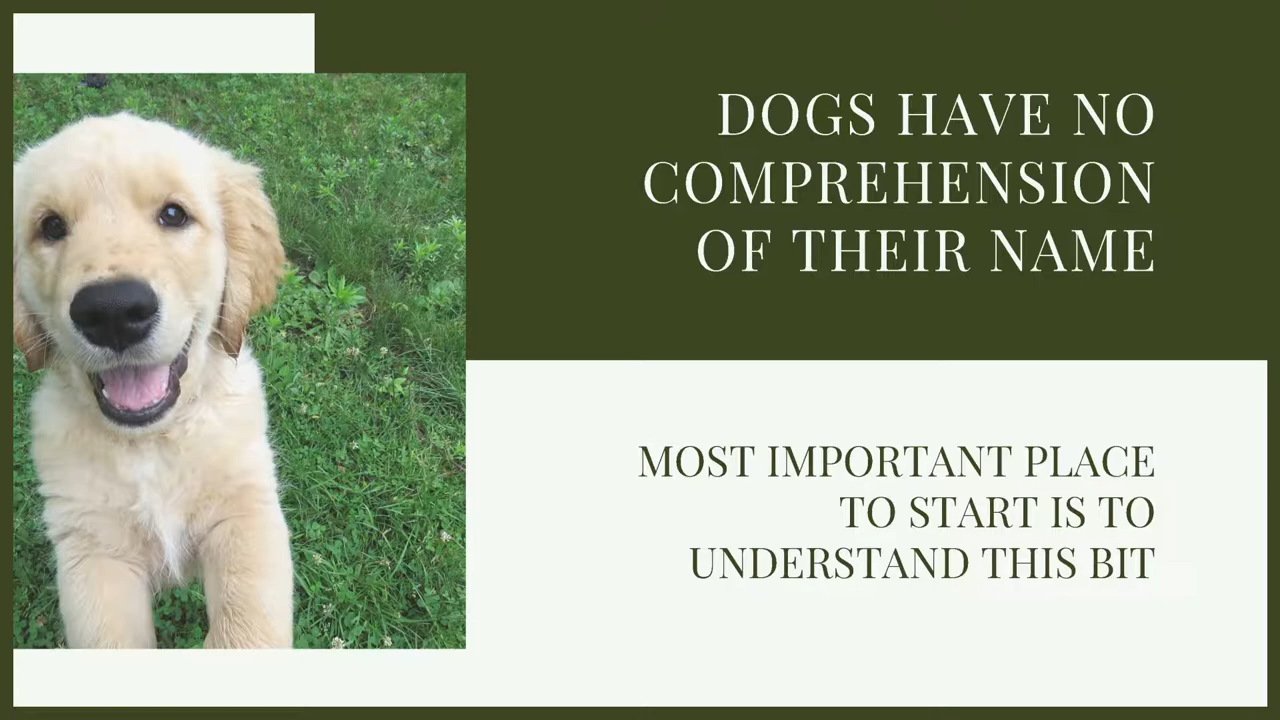 DOGS HAVE NO
COMPREHENSION
OF THEIR NAME
MOST IMPORTANT PLACE
TO START IS TO
UNDERSTAND THIS BIT